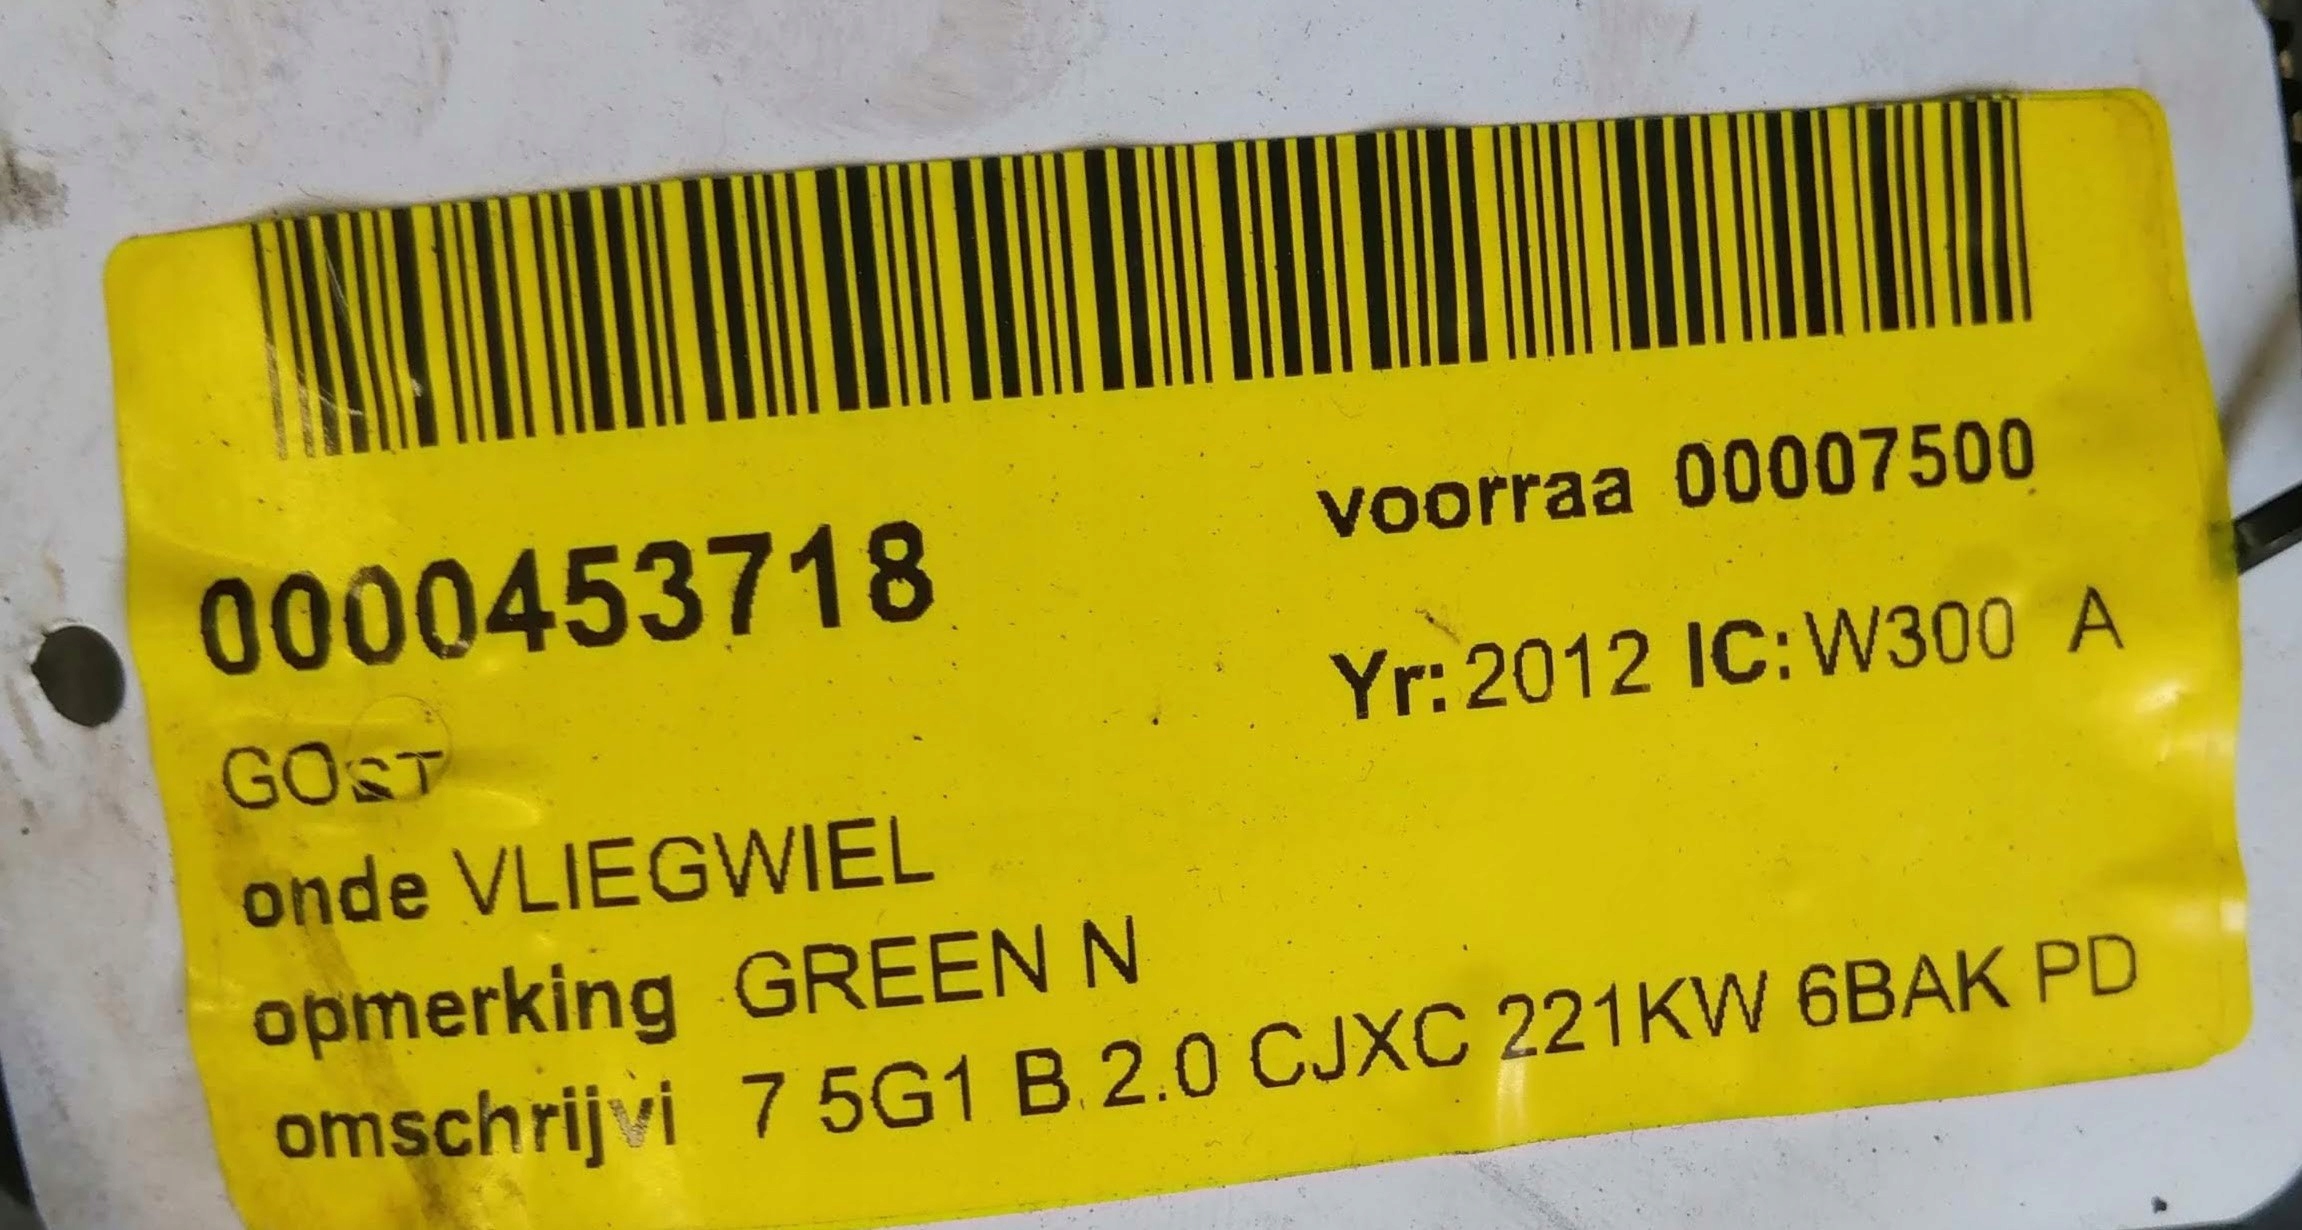 voorraa 00007500
0000453718
Yr: 2012 IC: W300 A
GOST
onde VLIEGWIEL
opmerking GREEN N
omschrijvi 7 5G1 B 2.0 CJXC 221KW 6BAK PD